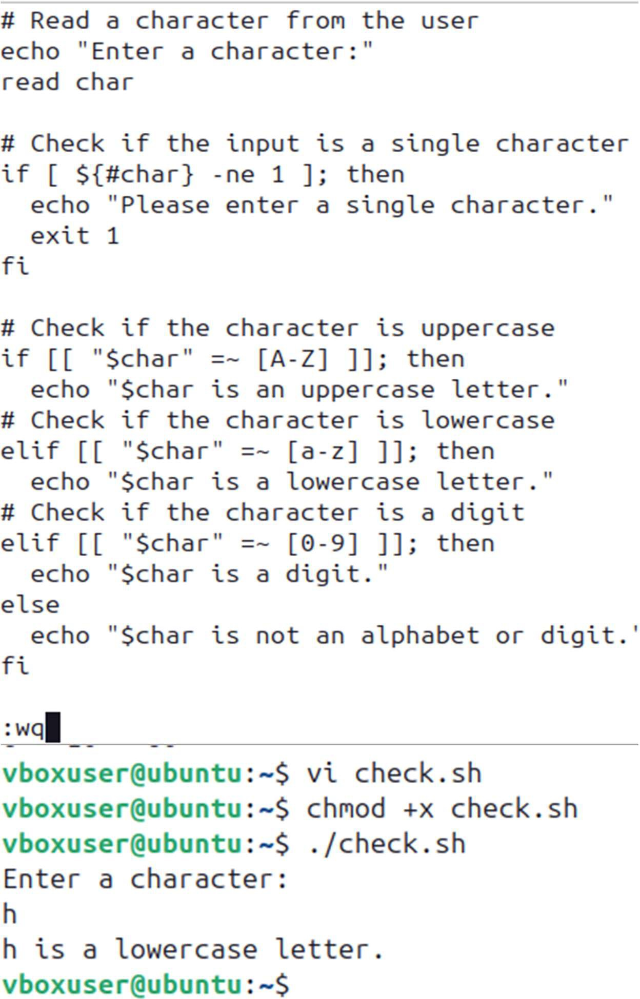 # Read a character from the user
echo "Enter a character:"
read char

# Check if the input is a single character
if [ ${#char} -ne 1 ]; then
  echo "Please enter a single character."
  exit 1
fi

# Check if the character is uppercase
if [[ "$char" =~ [A-Z] ]]; then
  echo "$char is an uppercase letter."
# Check if the character is lowercase
elif [[ "$char" =~ [a-z] ]]; then
  echo "$char is a lowercase letter."
# Check if the character is a digit
elif [[ "$char" =~ [0-9] ]]; then
  echo "$char is a digit."
else
  echo "$char is not an alphabet or digit."
fi

:wq
vboxuser@ubuntu:~$ vi check.sh
vboxuser@ubuntu:~$ chmod +x check.sh
vboxuser@ubuntu:~$ ./check.sh
Enter a character:
h
h is a lowercase letter.
vboxuser@ubuntu:~$